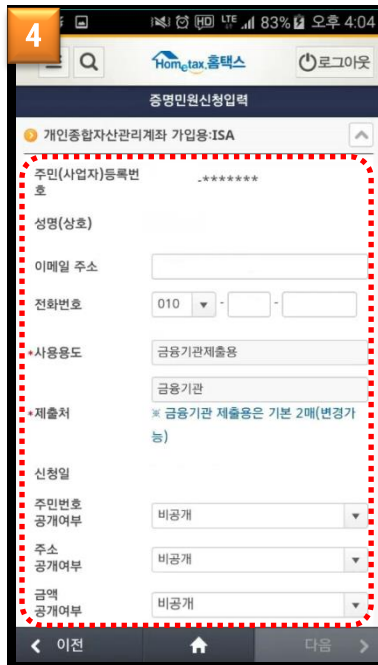 4
HD LTE 83% 오후 4:04
Hometax.홈택스 로그아웃
증명민원신청입력
개인종합자산관리계좌 가입용:ISA
주민(사업자)등록번
호
-*******
성명(상호)
이메일 주소
전화번호 010 - -
*사용용도 금융기관제출용
금융기관
*제출처 ※ 금융기관 제출용은 기본 2매(변경가
능)
신청일
주민번호
공개여부 비공개
주소
공개여부 비공개
금액
공개여부 비공개
이전 다음